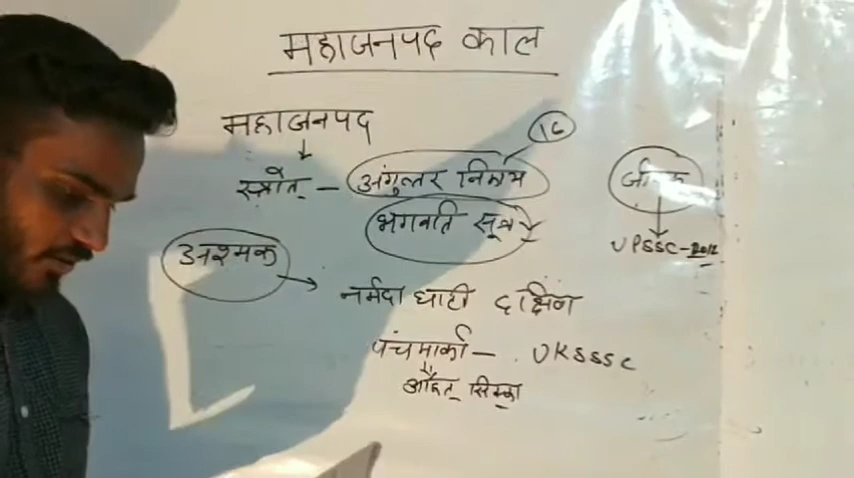 महाजनपद काल
महाजनपद
16
स्त्रोत - अंगुत्तर निकाय
भगवति सूत्र
UPSSC-2012
अश्मक
नर्मदा घाटी दक्षिण
पंचमार्का - UKSSSC
आहत सिक्का